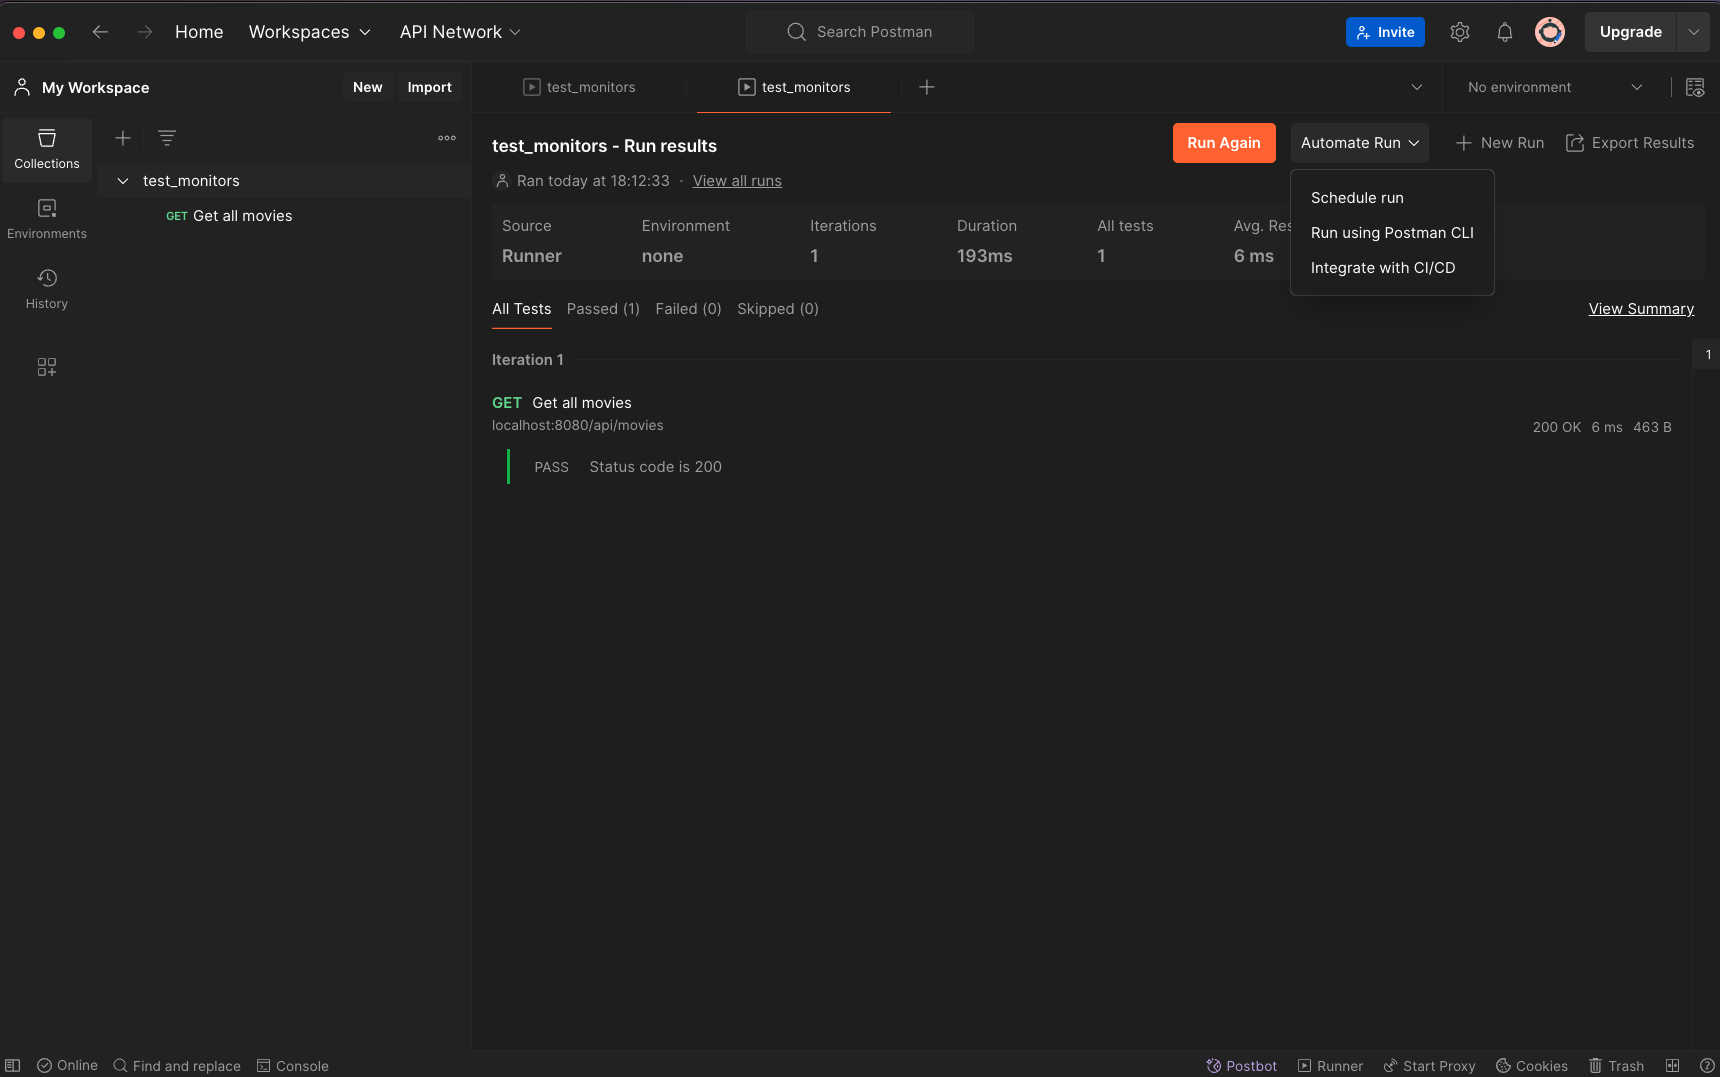 Home Workspaces API Network Search Postman Invite Upgrade
My Workspace New Import test_monitors test_monitors No environment
Collections
Environments
History
test_monitors
GET Get all movies
test_monitors - Run results Run Again Automate Run New Run Export Results
Ran today at 18:12:33 · View all runs
Schedule run
Run using Postman CLI
Integrate with CI/CD
Source Environment Iterations Duration All tests Avg. Res
Runner none 1 193ms 1 6 ms
All Tests Passed (1) Failed (0) Skipped (0) View Summary
Iteration 1
1
GET Get all movies
localhost:8080/api/movies
200 OK 6 ms 463 B
PASS Status code is 200
Online Find and replace Console Postbot Runner Start Proxy Cookies Trash